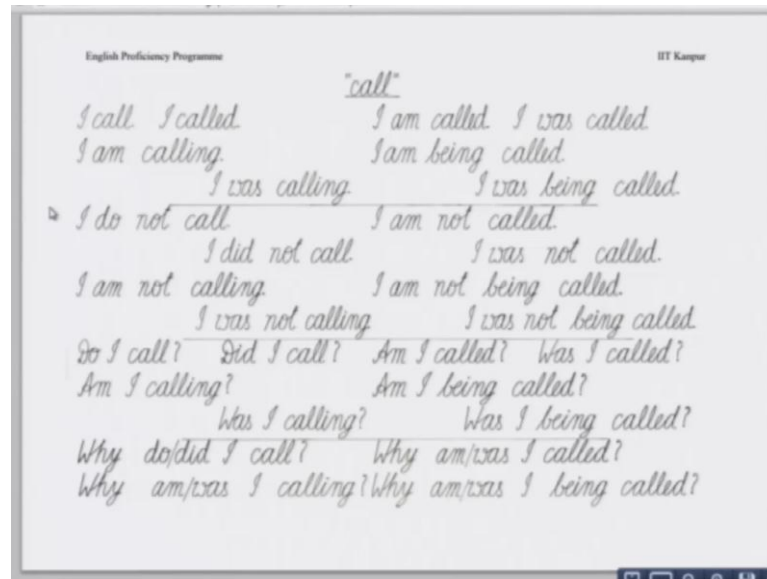 English Proficiency Programme IIT Kanpur
"call"
I call I called. I am called. I was called.
I am calling. I am being called.
I was calling. I was being called.
I do not call. I am not called.
I did not call. I was not called.
I am not calling. I am not being called.
I was not calling I was not being called.
Do I call? Did I call? Am I called? Was I called?
Am I calling? Am I being called?
Was I calling? Was I being called?
Why do/did I call? Why am/was I called?
Why am/was I calling? Why am/was I being called?